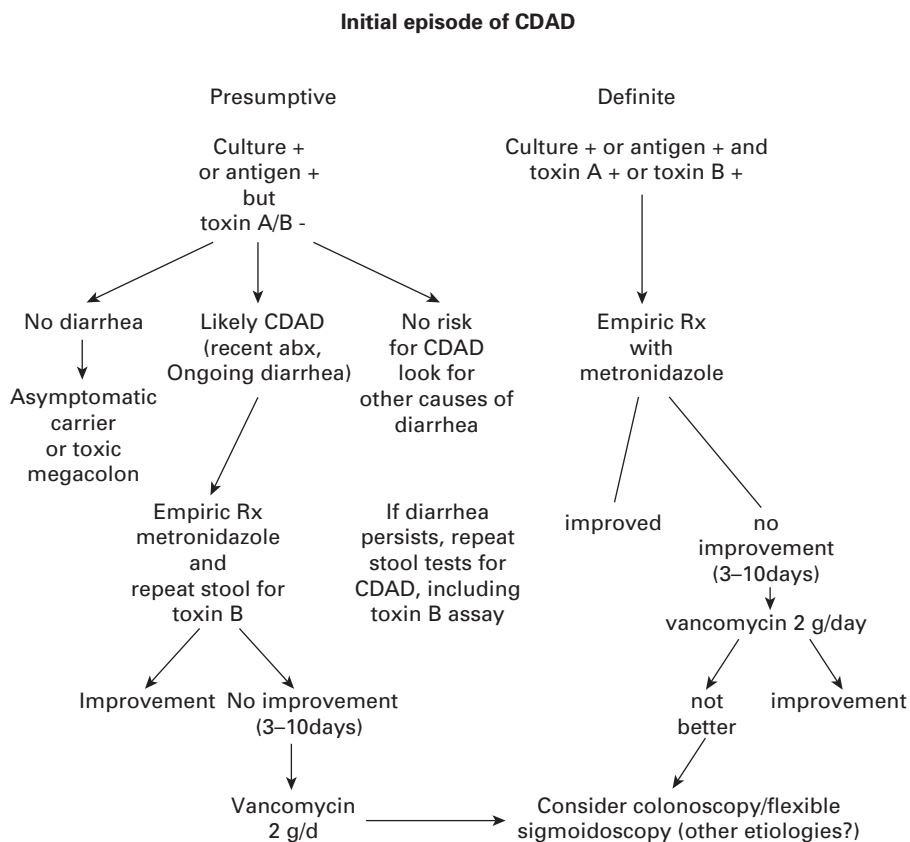 Initial episode of CDAD
Presumptive
Definite
Culture +
or antigen +
but
toxin A/B -
Culture + or antigen + and
toxin A + or toxin B +
No diarrhea
Likely CDAD
(recent abx,
Ongoing diarrhea)
No risk
for CDAD
look for
other causes of
diarrhea
Empiric Rx
with
metronidazole
Asymptomatic
carrier
or toxic
megacolon
Empiric Rx
metronidazole
and
repeat stool for
toxin B
If diarrhea
persists, repeat
stool tests for
CDAD, including
toxin B assay
improved
no
improvement
(3–10days)
vancomycin 2 g/day
Improvement
No improvement
(3–10days)
not
better
improvement
Vancomycin
2 g/d
Consider colonoscopy/flexible
sigmoidoscopy (other etiologies?)